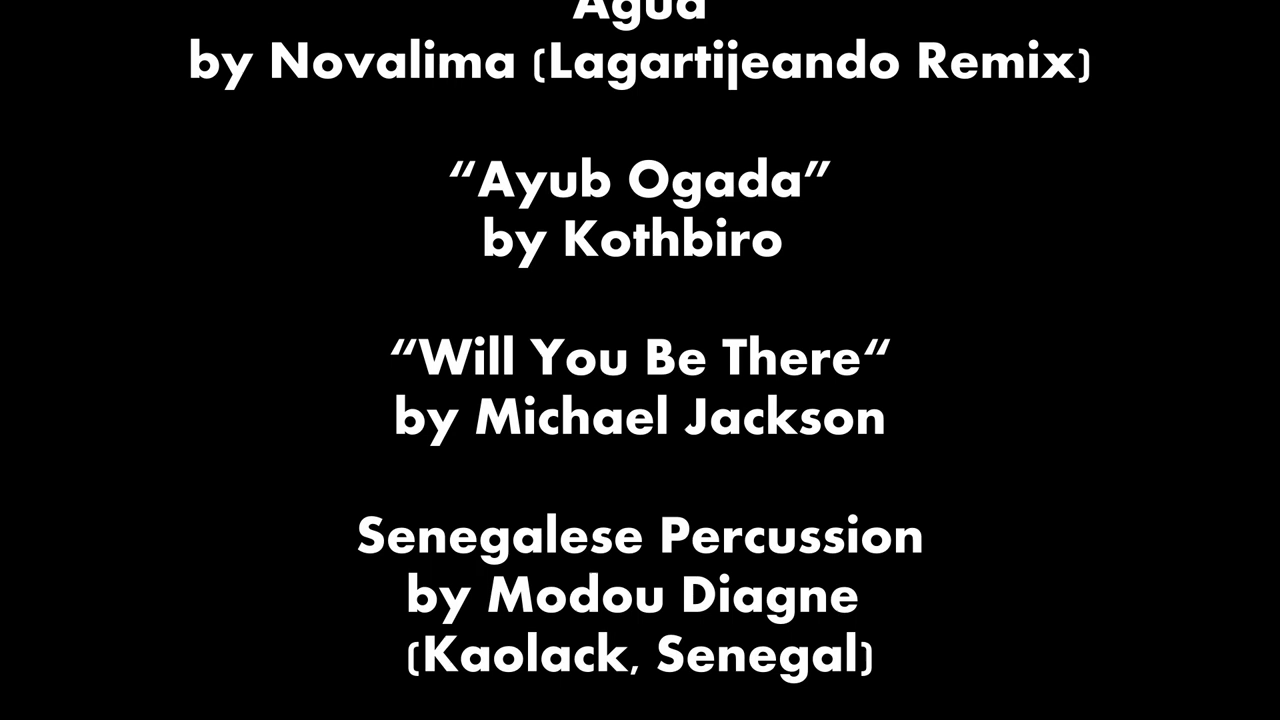 Agua
by Novalima (Lagartijeando Remix)
“Ayub Ogada”
by Kothbiro
“Will You Be There“
by Michael Jackson
Senegalese Percussion
by Modou Diagne
(Kaolack, Senegal)